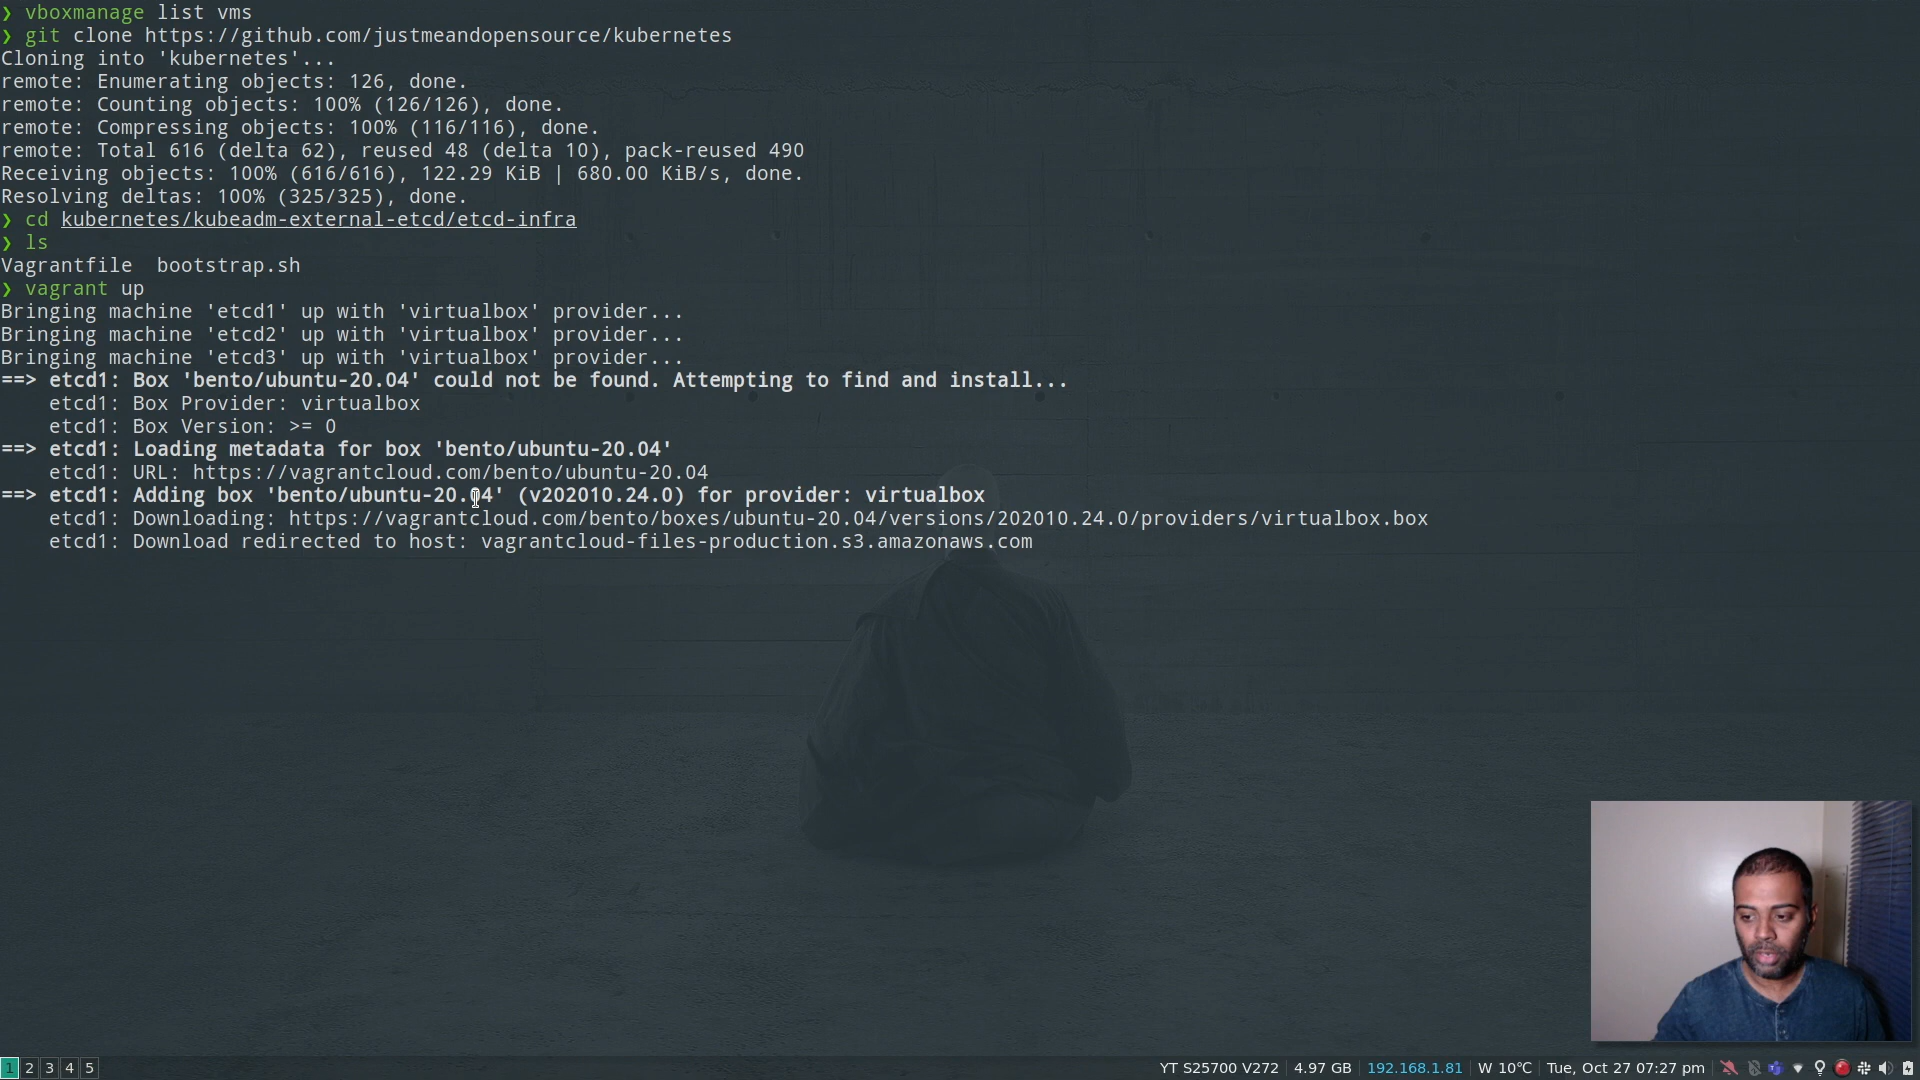 ❯ vboxmanage list vms
❯ git clone https://github.com/justmeandopensource/kubernetes
Cloning into 'kubernetes'...
remote: Enumerating objects: 126, done.
remote: Counting objects: 100% (126/126), done.
remote: Compressing objects: 100% (116/116), done.
remote: Total 616 (delta 62), reused 48 (delta 10), pack-reused 490
Receiving objects: 100% (616/616), 122.29 KiB | 680.00 KiB/s, done.
Resolving deltas: 100% (325/325), done.
❯ cd kubernetes/kubeadm-external-etcd/etcd-infra
❯ ls
Vagrantfile  bootstrap.sh
❯ vagrant up
Bringing machine 'etcd1' up with 'virtualbox' provider...
Bringing machine 'etcd2' up with 'virtualbox' provider...
Bringing machine 'etcd3' up with 'virtualbox' provider...
==> etcd1: Box 'bento/ubuntu-20.04' could not be found. Attempting to find and install...
    etcd1: Box Provider: virtualbox
    etcd1: Box Version: >= 0
==> etcd1: Loading metadata for box 'bento/ubuntu-20.04'
    etcd1: URL: https://vagrantcloud.com/bento/ubuntu-20.04
==> etcd1: Adding box 'bento/ubuntu-20.04' (v202010.24.0) for provider: virtualbox
    etcd1: Downloading: https://vagrantcloud.com/bento/boxes/ubuntu-20.04/versions/202010.24.0/providers/virtualbox.box
    etcd1: Download redirected to host: vagrantcloud-files-production.s3.amazonaws.com
1 2 3 4 5 YT S25700 V272 | 4.97 GB | 192.168.1.81 | W 10℃ | Tue, Oct 27 07:27 pm